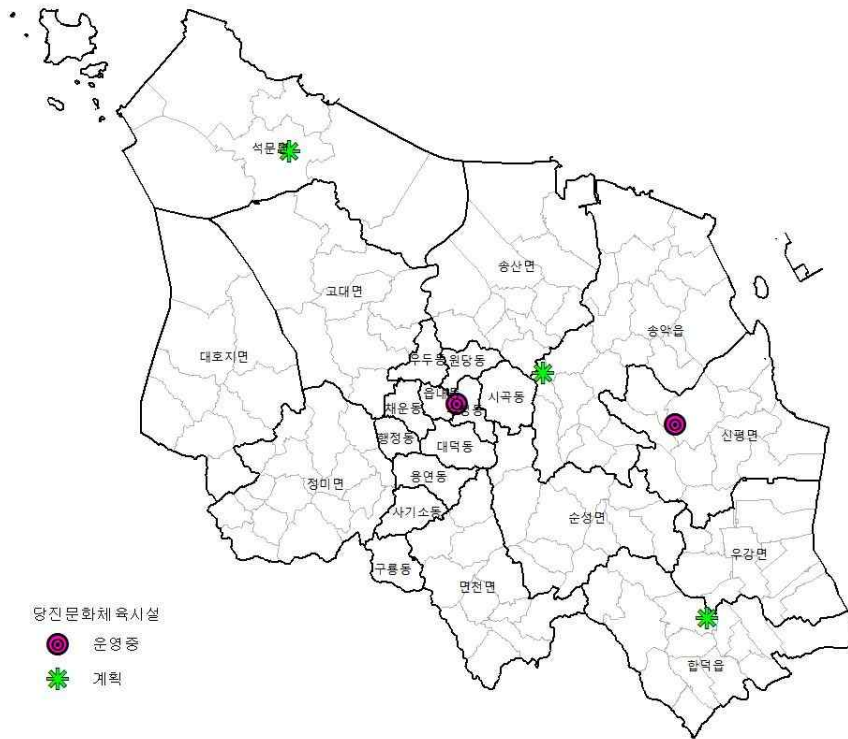 석문면
송산면
고대면
송악읍
대호지면
우두동
원당동
읍내동
시곡동
채운동
신평면
행정동
대덕동
용연동
정미면
사기소동
순성면
우강면
구룡동
면천면
합덕읍
당진문화체육시설
운영중
계획